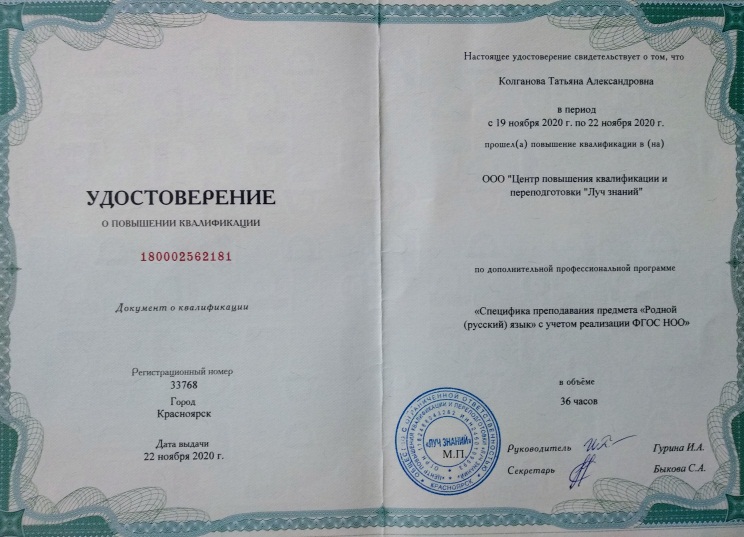 УДОСТОВЕРЕНИЕ
О ПОВЫШЕНИИ КВАЛИФИКАЦИИ
180002562181
Документ о квалификации
Регистрационный номер
33768
Город
Красноярск
Дата выдачи
22 ноября 2020 г.
Настоящее удостоверение свидетельствует о том, что
Колганова Татьяна Александровна
в период
с 19 ноября 2020 г. по 22 ноября 2020 г.
прошел(а) повышение квалификации в (на)
ООО "Центр повышения квалификации и
переподготовки "Луч знаний"
по дополнительной профессиональной программе
«Специфика преподавания предмета «Родной
(русский) язык» с учетом реализации ФГОС НОО»
в объёме
36 часов
«ЛУЧ ЗНАНИЙ»
М.П.
КРАСНОЯРСК
Руководитель Гурина И.А.
Секретарь Быкова С.А.